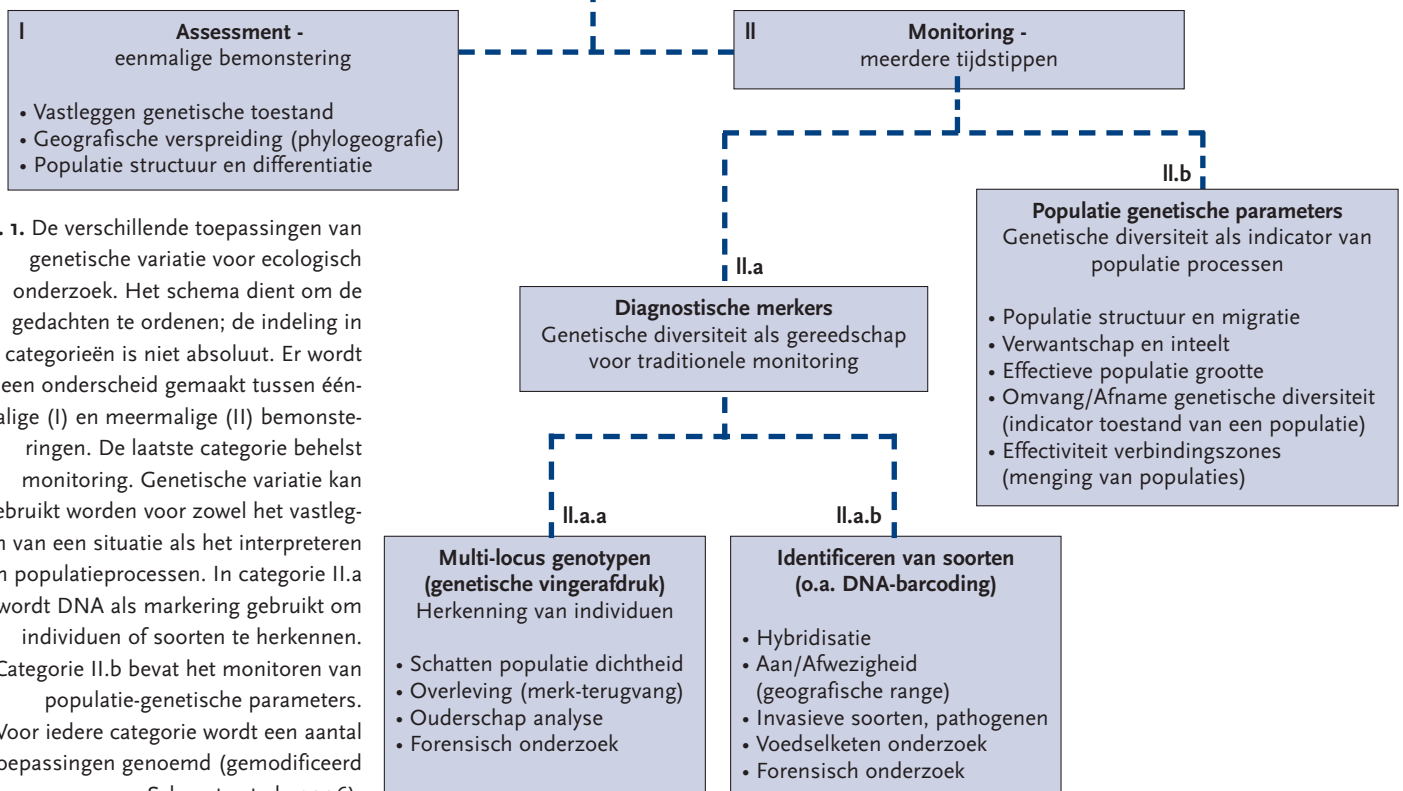 I
Assessment -
eenmalige bemonstering
• Vastleggen genetische toestand
• Geografische verspreiding (phylogeografie)
• Populatie structuur en differentiatie
II
Monitoring -
meerdere tijdstippen
II.b
Populatie genetische parameters
Genetische diversiteit als indicator van
populatie processen
• Populatie structuur en migratie
• Verwantschap en inteelt
• Effectieve populatie grootte
• Omvang/Afname genetische diversiteit
(indicator toestand van een populatie)
• Effectiviteit verbindingszones
(menging van populaties)
II.a
Diagnostische merkers
Genetische diversiteit als gereedschap
voor traditionele monitoring
II.a.a
Multi-locus genotypen
(genetische vingerafdruk)
Herkenning van individuen
• Schatten populatie dichtheid
• Overleving (merk-terugvang)
• Ouderschap analyse
• Forensisch onderzoek
II.a.b
Identificeren van soorten
(o.a. DNA-barcoding)
• Hybridisatie
• Aan/Afwezigheid
(geografische range)
• Invasieve soorten, pathogenen
• Voedselketen onderzoek
• Forensisch onderzoek
. 1. De verschillende toepassingen van
genetische variatie voor ecologisch
onderzoek. Het schema dient om de
gedachten te ordenen; de indeling in
categorieën is niet absoluut. Er wordt
een onderscheid gemaakt tussen één-
alige (I) en meermalige (II) bemonste-
ringen. De laatste categorie behelst
monitoring. Genetische variatie kan
ebruikt worden voor zowel het vastleg-
n van een situatie als het interpreteren
n populatieprocessen. In categorie II.a
wordt DNA als markering gebruikt om
individuen of soorten te herkennen.
Categorie II.b bevat het monitoren van
populatie-genetische parameters.
Voor iedere categorie wordt een aantal
oepassingen genoemd (gemodificeerd